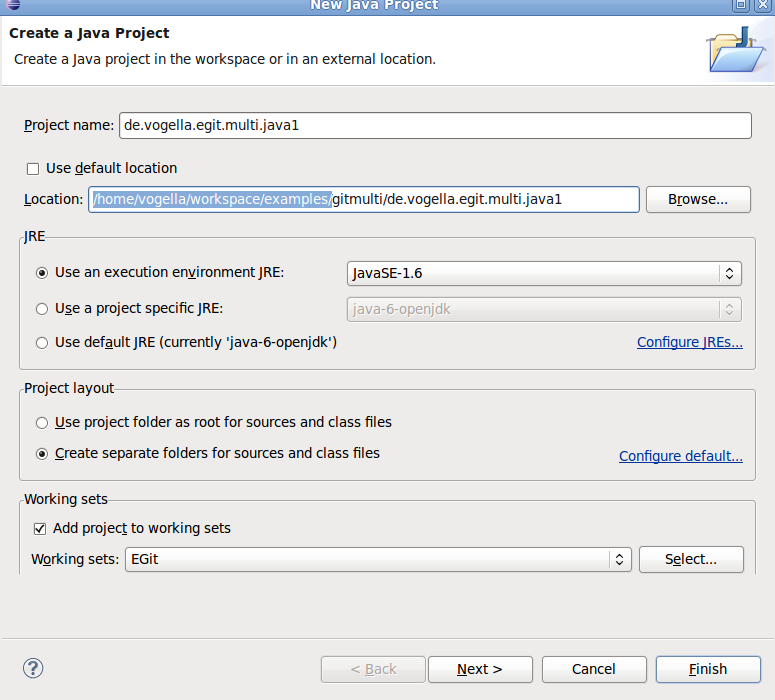 New Java Project
Create a Java Project
Create a Java project in the workspace or in an external location.
Project name: de.vogella.egit.multi.java1
Use default location
Location: /home/vogella/workspace/examples/gitmulti/de.vogella.egit.multi.java1 Browse...
JRE
Use an execution environment JRE: JavaSE-1.6
Use a project specific JRE: java-6-openjdk
Use default JRE (currently 'java-6-openjdk') Configure JREs...
Project layout
Use project folder as root for sources and class files
Create separate folders for sources and class files
Configure default...
Working sets
Add project to working sets
Working sets: EGit Select...
? < Back Next > Cancel Finish